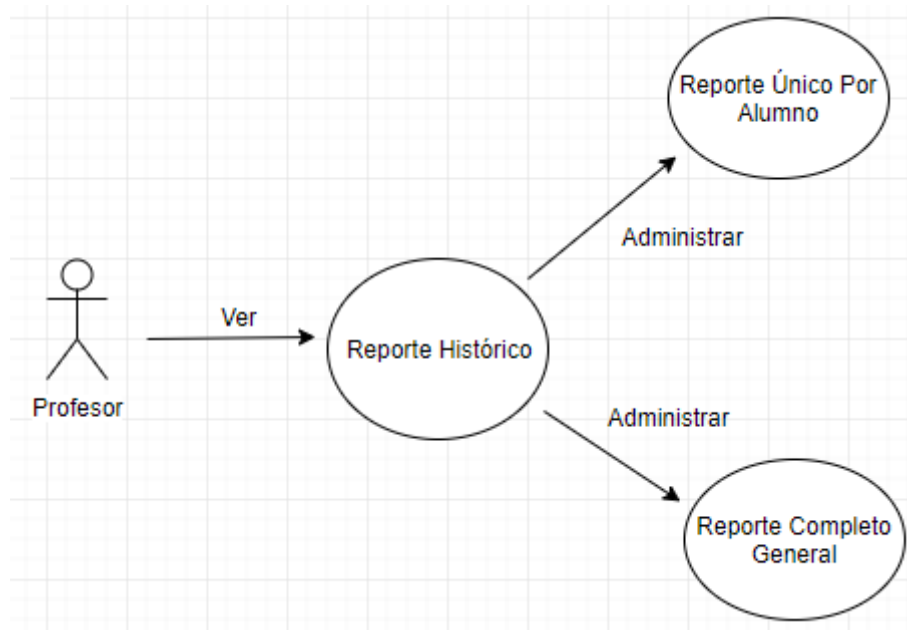 Reporte Único Por
Alumno
Administrar
Ver
Reporte Histórico
Profesor
Administrar
Reporte Completo
General